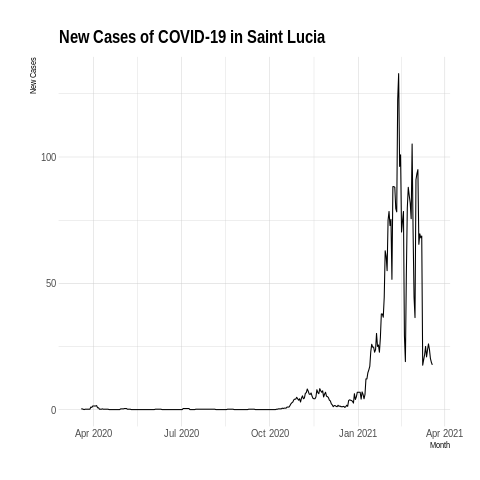 New Cases of COVID-19 in Saint Lucia
New Cases
100
50
0
Apr 2020 Jul 2020 Oct 2020 Jan 2021 Apr 2021
Month